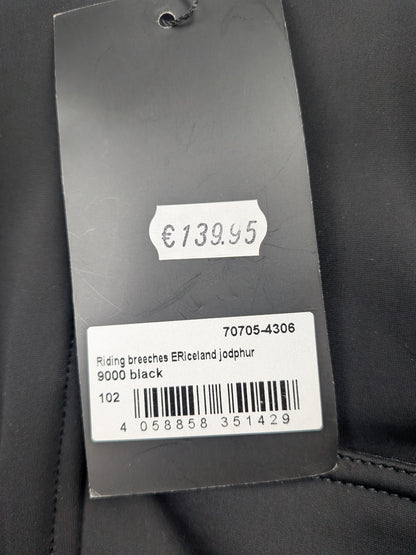 €139.95
70705-4306
Riding breeches ERiceland jodphur
9000 black
102
4 058858 351429